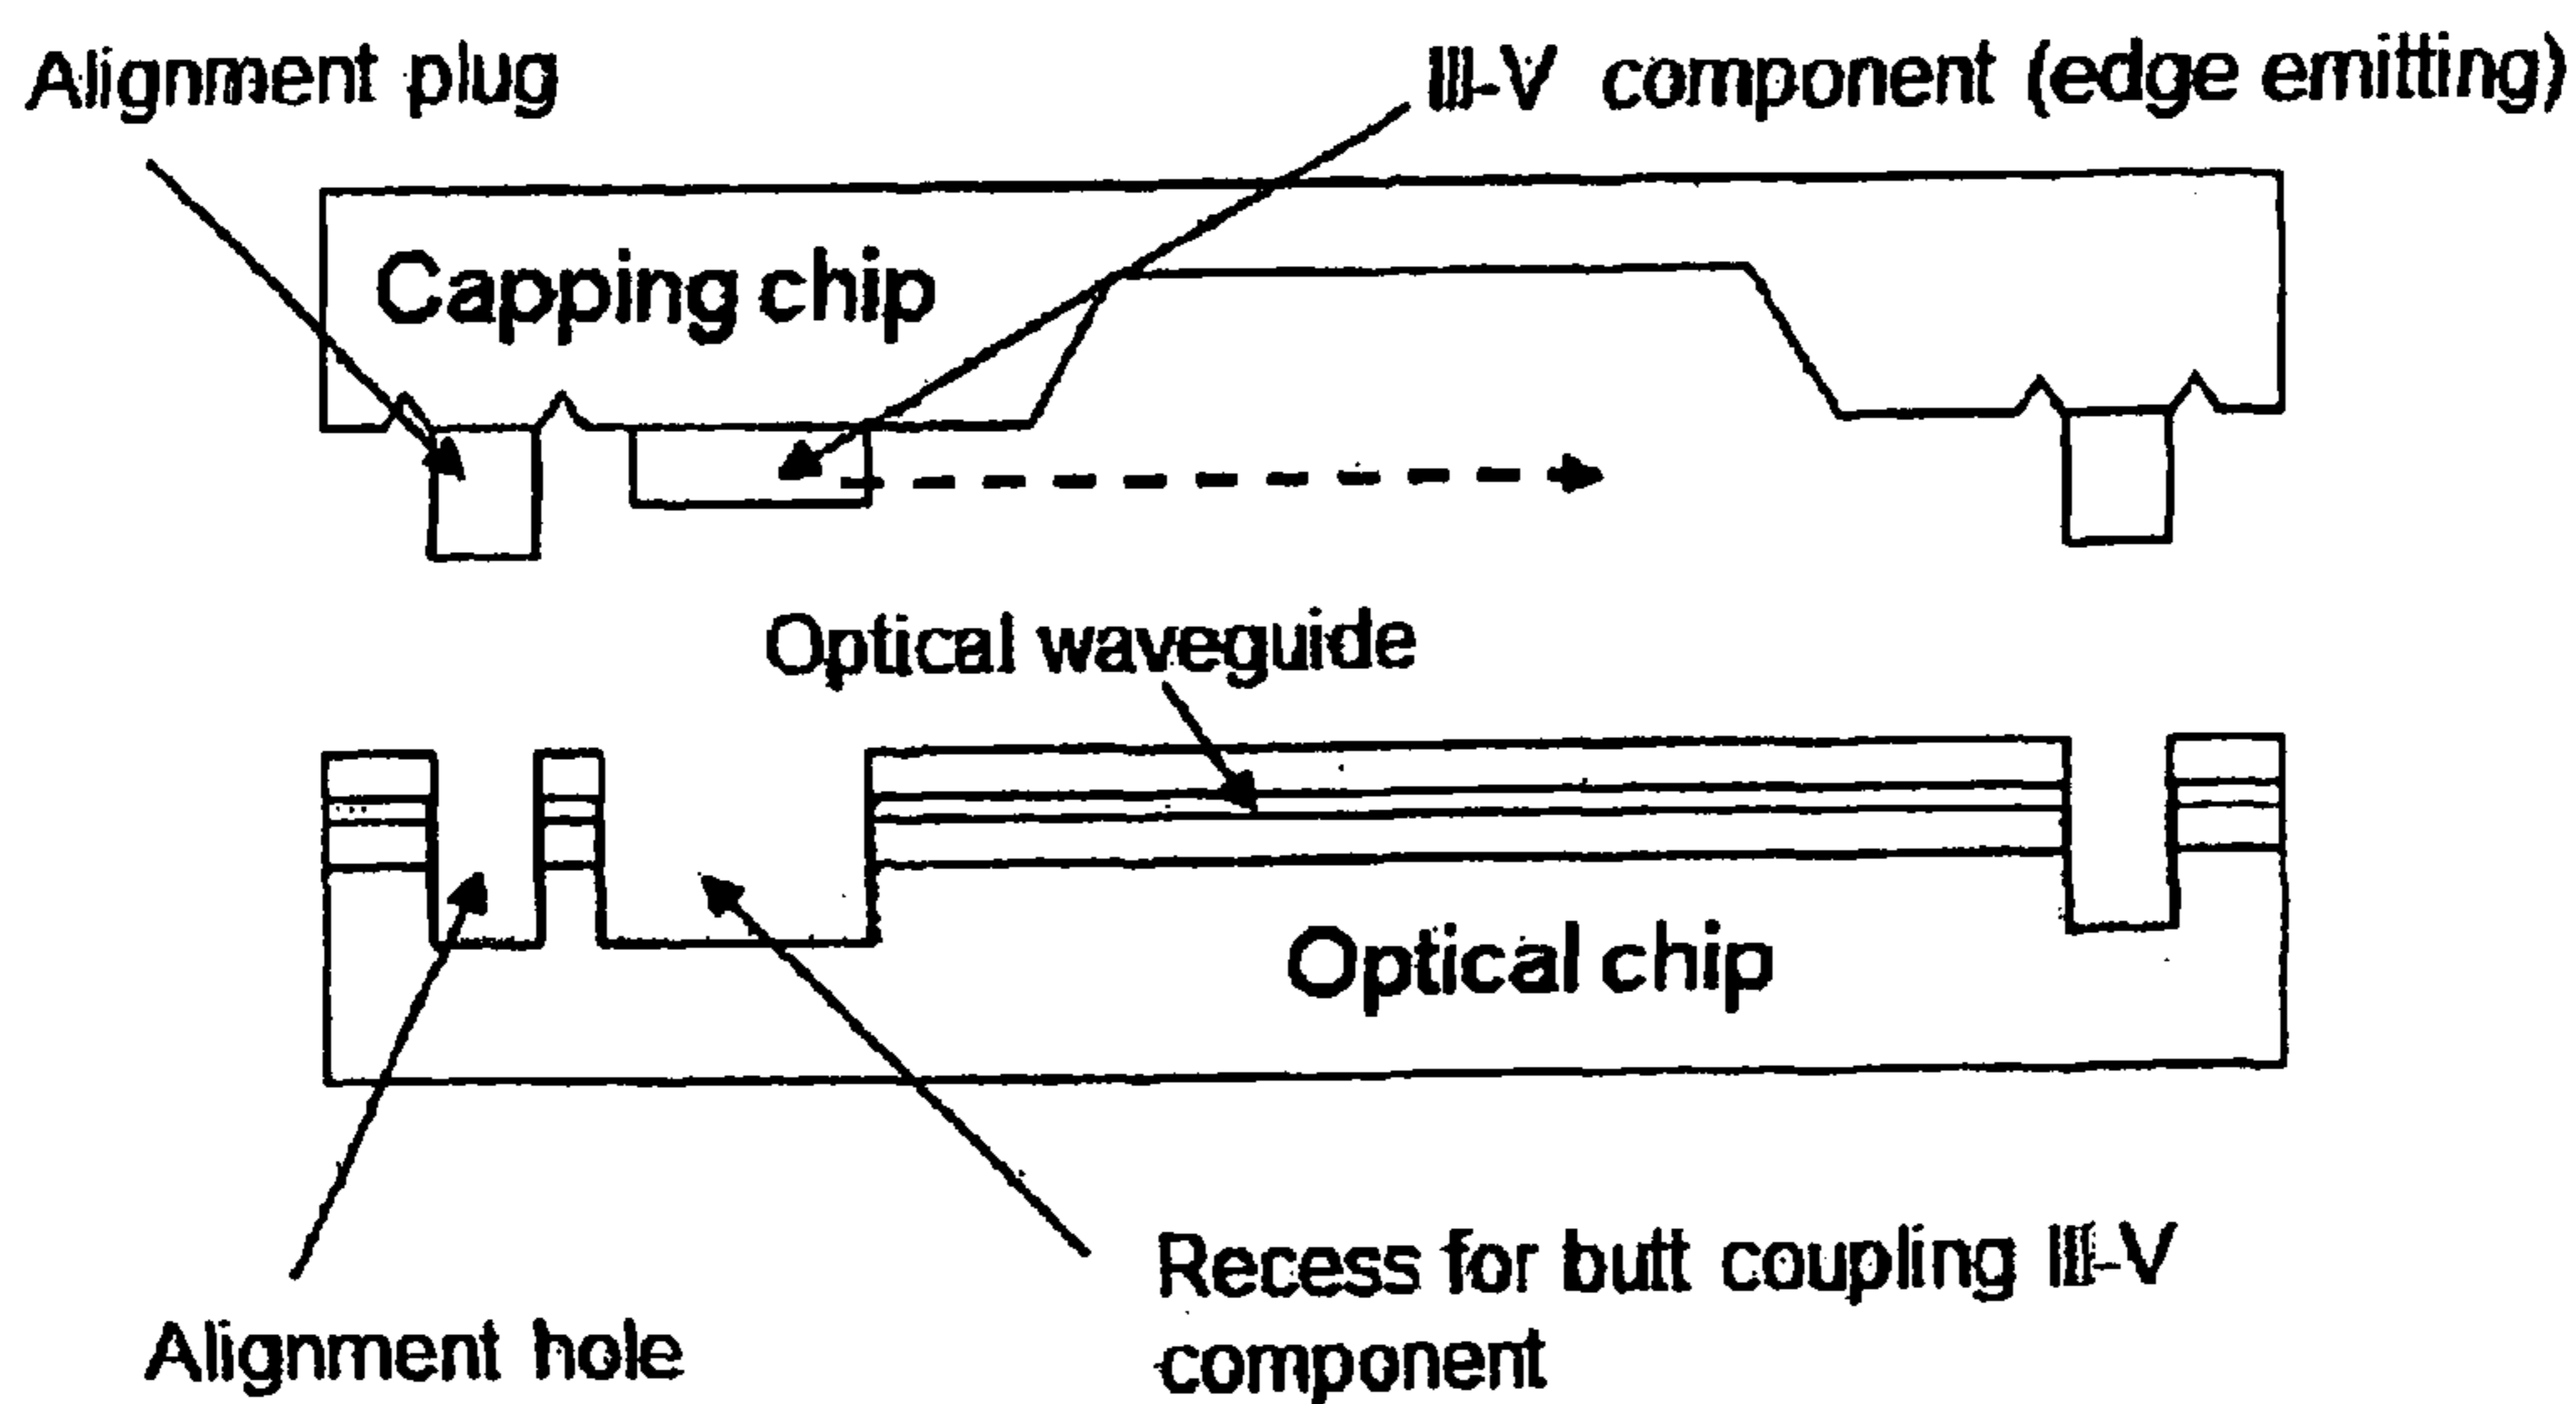 Alignment plug
III-V component (edge emitting)
Capping chip
Optical waveguide
Optical chip
Recess for butt coupling III-V
component
Alignment hole